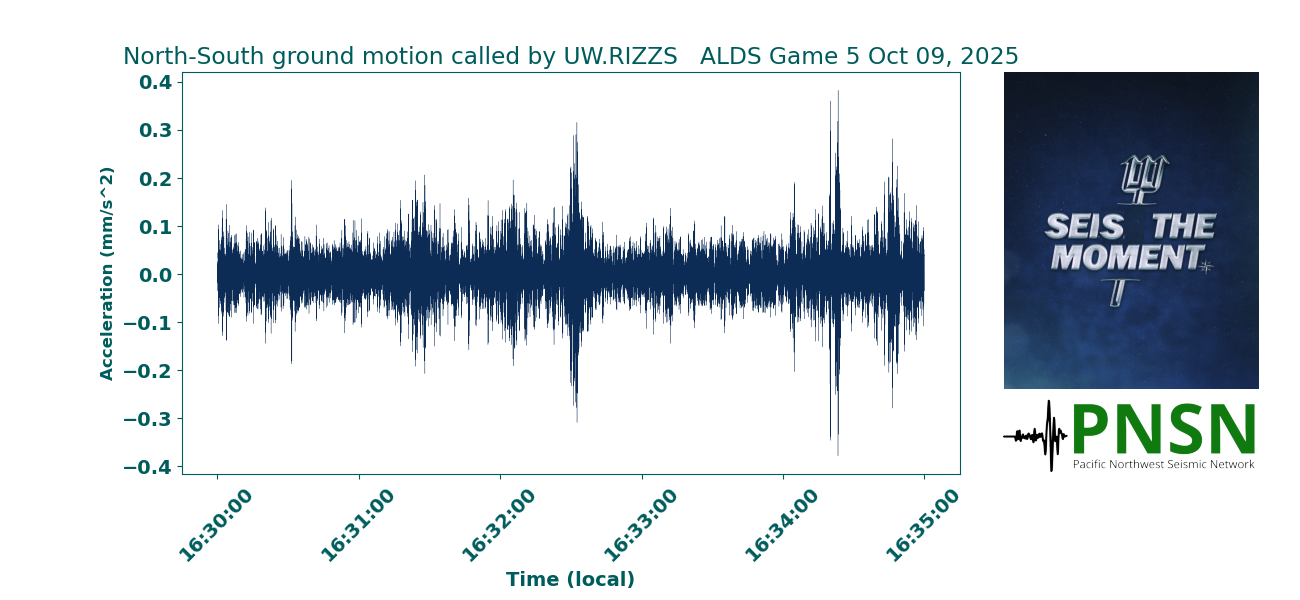 North-South ground motion called by UW.RIZZS   ALDS Game 5 Oct 09, 2025
Acceleration (mm/s^2)
0.4
0.3
0.2
0.1
0.0
−0.1
−0.2
−0.3
−0.4
16:30:00
16:31:00
16:32:00
16:33:00
16:34:00
16:35:00
Time (local)
SEIS THE
MOMENT
PNSN
Pacific Northwest Seismic Network